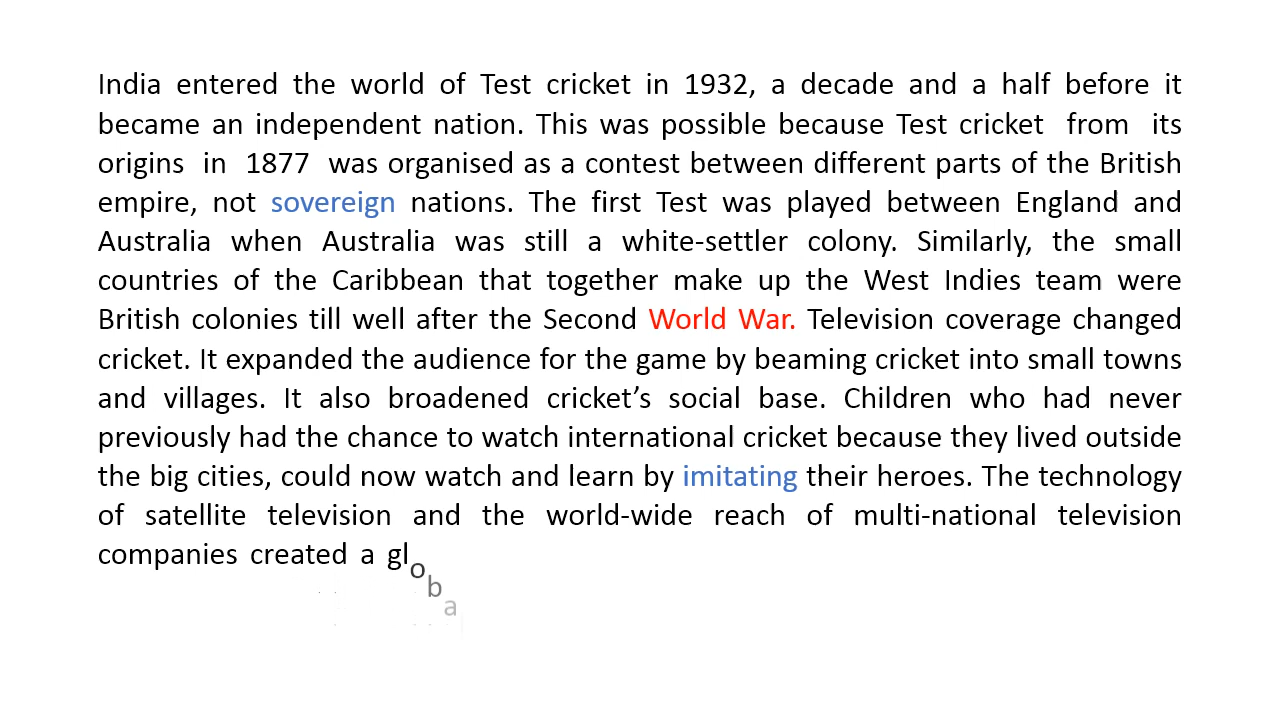 India entered the world of Test cricket in 1932, a decade and a half before it
became an independent nation. This was possible because Test cricket from its
origins in 1877 was organised as a contest between different parts of the British
empire, not sovereign nations. The first Test was played between England and
Australia when Australia was still a white-settler colony. Similarly, the small
countries of the Caribbean that together make up the West Indies team were
British colonies till well after the Second World War. Television coverage changed
cricket. It expanded the audience for the game by beaming cricket into small towns
and villages. It also broadened cricket’s social base. Children who had never
previously had the chance to watch international cricket because they lived outside
the big cities, could now watch and learn by imitating their heroes. The technology
of satellite television and the world-wide reach of multi-national television
companies created a globa